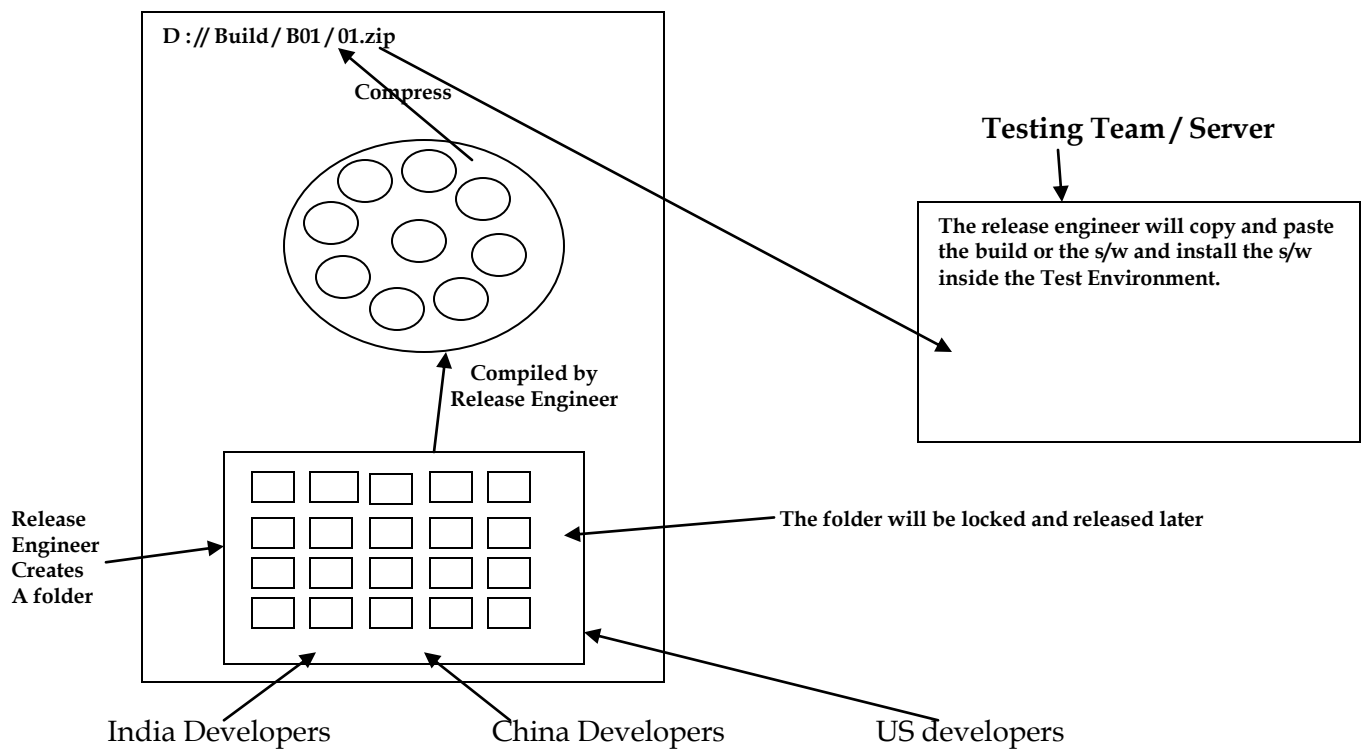 D : // Build / B01 / 01.zip
Compress
Testing Team / Server
The release engineer will copy and paste
the build or the s/w and install the s/w
inside the Test Environment.
Compiled by
Release Engineer
Release
Engineer
Creates
A folder
The folder will be locked and released later
India Developers
China Developers
US developers